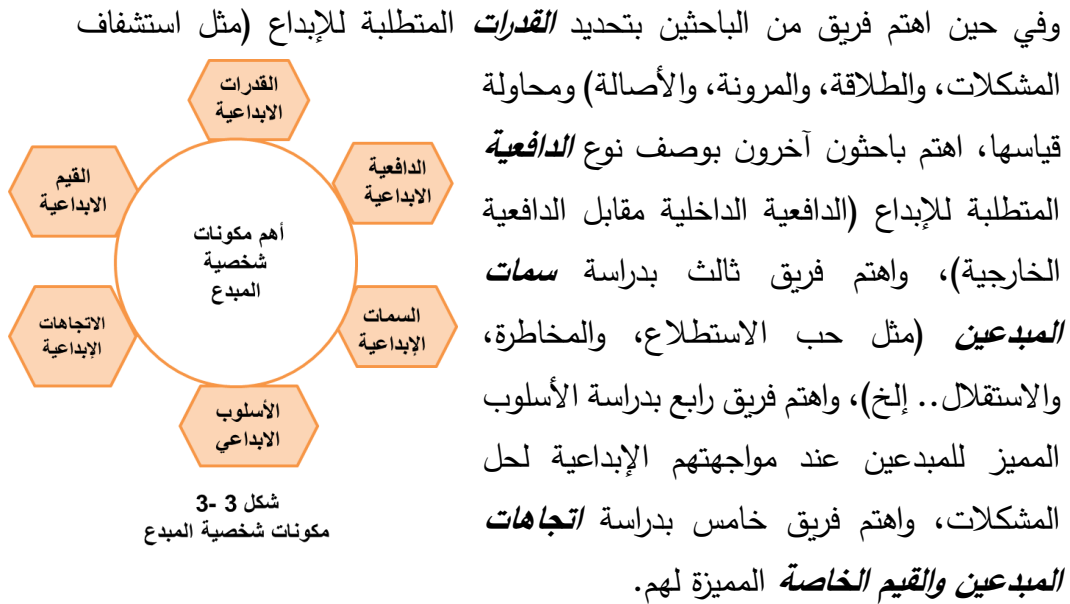 وفي حين اهتم فريق من الباحثين بتحديد القدرات المتطلبة للإبداع (مثل استشفاف
المشكلات، والطلاقة، والمرونة، والأصالة) ومحاولة
قياسها، اهتم باحثون آخرون بوصف نوع الدافعية
المتطلبة للإبداع (الدافعية الداخلية مقابل الدافعية
الخارجية)، واهتم فريق ثالث بدراسة سمات
المبدعين (مثل حب الاستطلاع، والمخاطرة،
والاستقلال.. إلخ)، واهتم فريق رابع بدراسة الأسلوب
المميز للمبدعين عند مواجهتهم الإبداعية لحل
المشكلات، واهتم فريق خامس بدراسة اتجاهات
المبدعين والقيم الخاصة المميزة لهم.
القدرات
الابداعية
الدافعية
الابداعية
السمات
الإبداعية
الأسلوب
الابداعي
الاتجاهات
الإبداعية
القيم
الابداعية
أهم مكونات
شخصية
المبدع
شكل 3 -3
مكونات شخصية المبدع